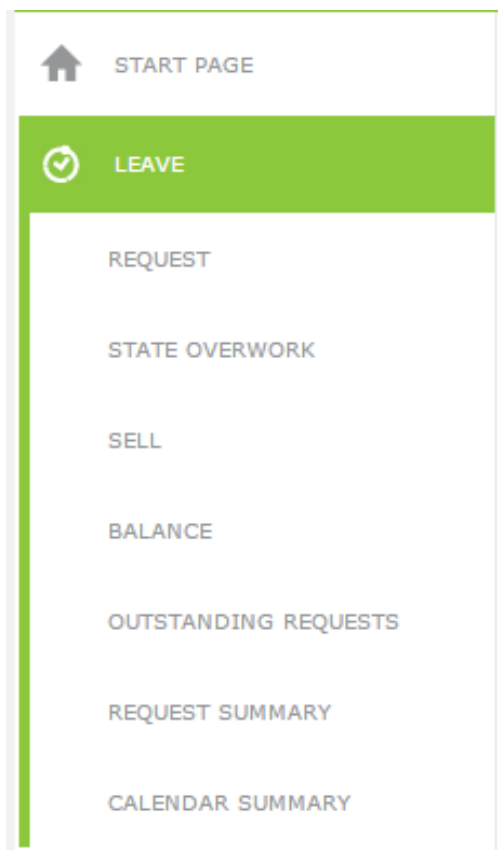 START PAGE
LEAVE
REQUEST
STATE OVERWORK
SELL
BALANCE
OUTSTANDING REQUESTS
REQUEST SUMMARY
CALENDAR SUMMARY